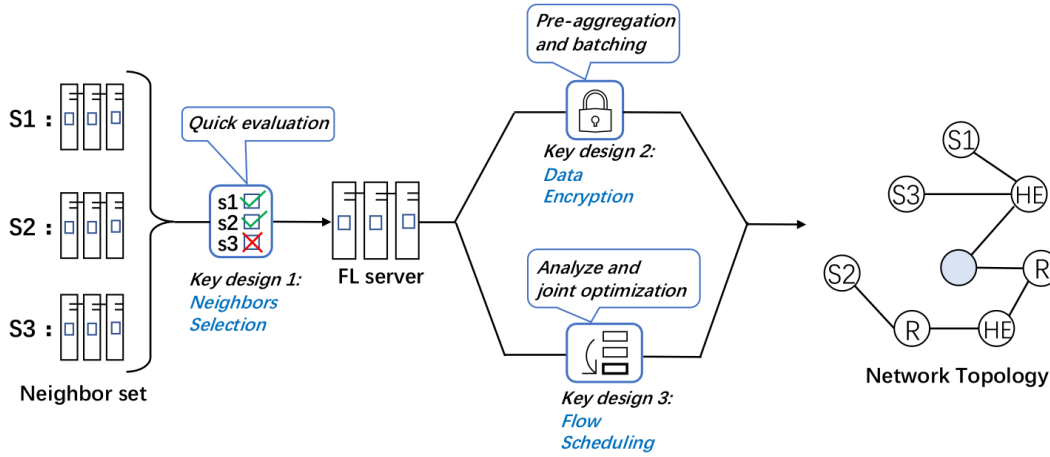 S1 :
S2 :
S3 :
Neighbor set
Quick evaluation
s1
s2
s3
Key design 1:
Neighbors
Selection
FL server
Pre-aggregation
and batching
Key design 2:
Data
Encryption
Analyze and
joint optimization
Key design 3:
Flow
Scheduling
S1
S3
HE
S2
R
R
HE
Network Topology